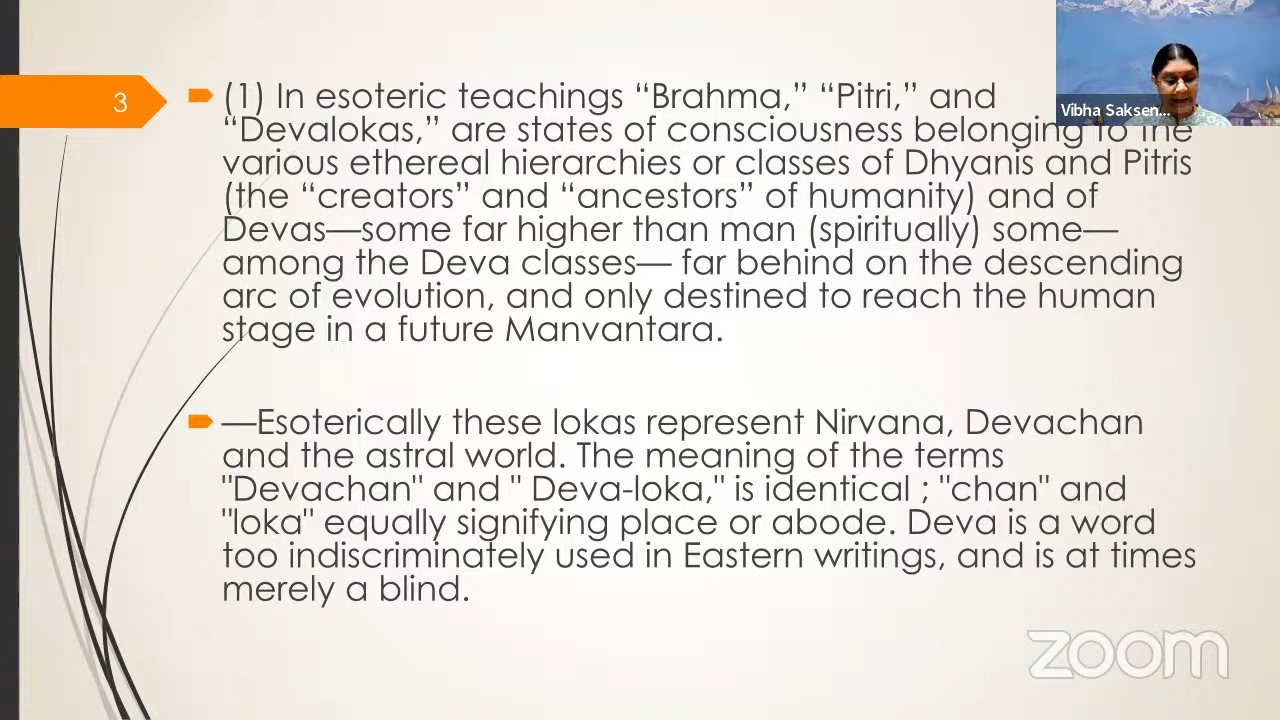 3
(1) In esoteric teachings “Brahma,” “Pitri,” and
“Devalokas,” are states of consciousness belonging to the
various ethereal hierarchies or classes of Dhyanis and Pitris
(the “creators” and “ancestors” of humanity) and of
Devas—some far higher than man (spiritually) some—
among the Deva classes— far behind on the descending
arc of evolution, and only destined to reach the human
stage in a future Manvantara.
—Esoterically these lokas represent Nirvana, Devachan
and the astral world. The meaning of the terms
"Devachan" and " Deva-loka," is identical ; "chan" and
"loka" equally signifying place or abode. Deva is a word
too indiscriminately used in Eastern writings, and is at times
merely a blind.
Vibha Saksen...
zoom